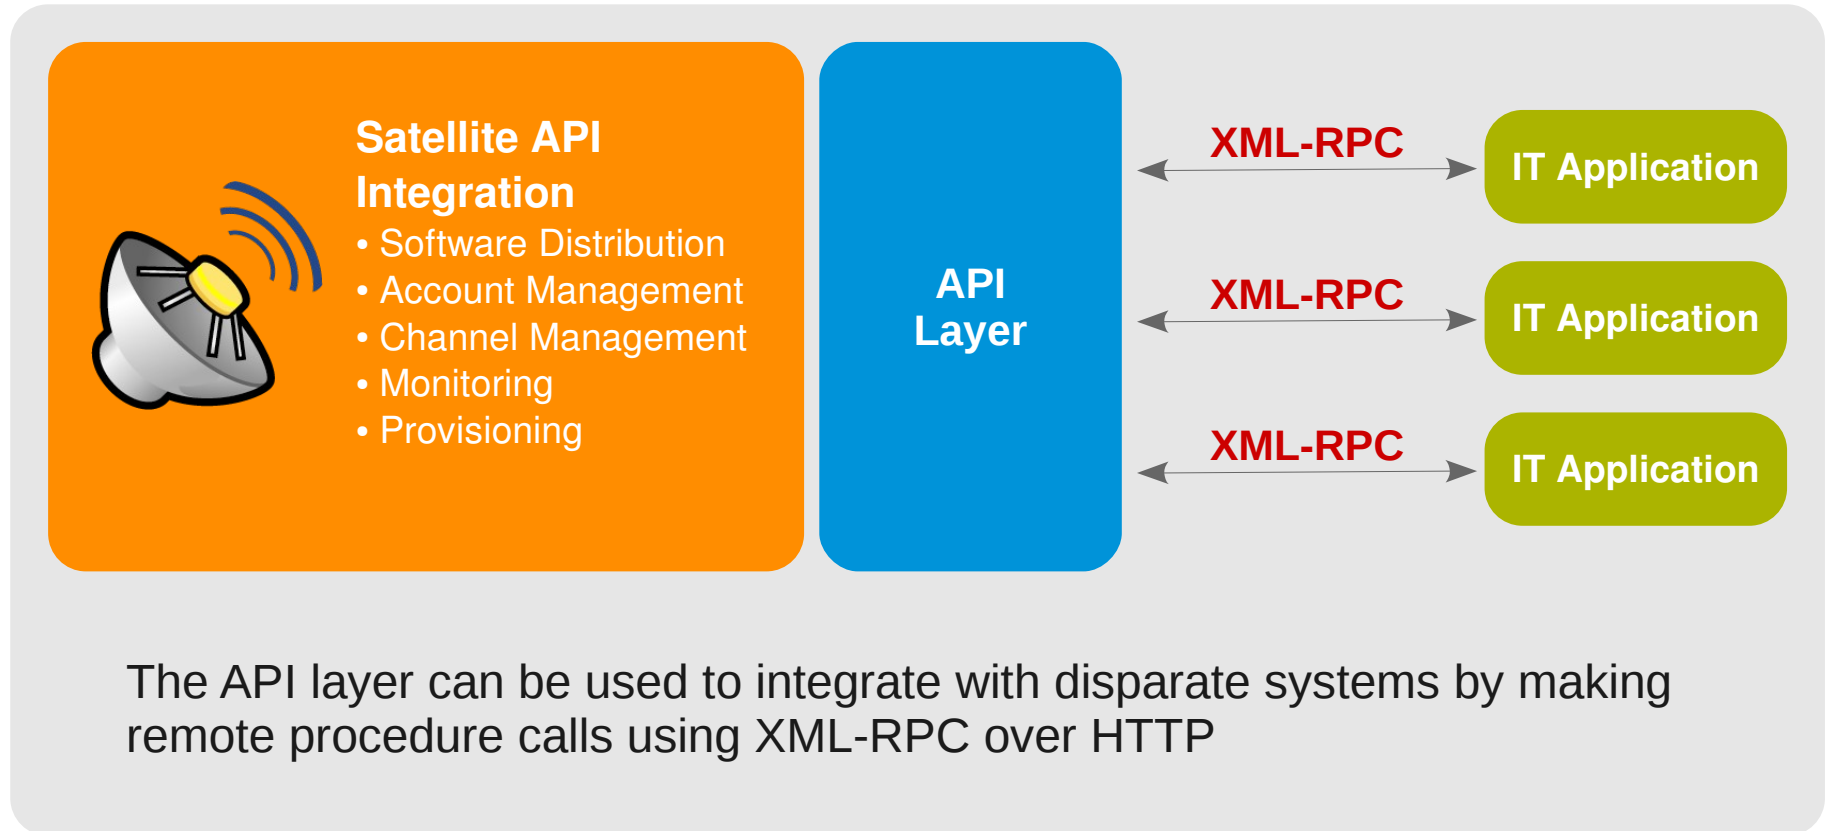 Satellite API
Integration
• Software Distribution
• Account Management
• Channel Management
• Monitoring
• Provisioning
API
Layer
XML-RPC
IT Application
XML-RPC
IT Application
XML-RPC
IT Application
The API layer can be used to integrate with disparate systems by making
remote procedure calls using XML-RPC over HTTP